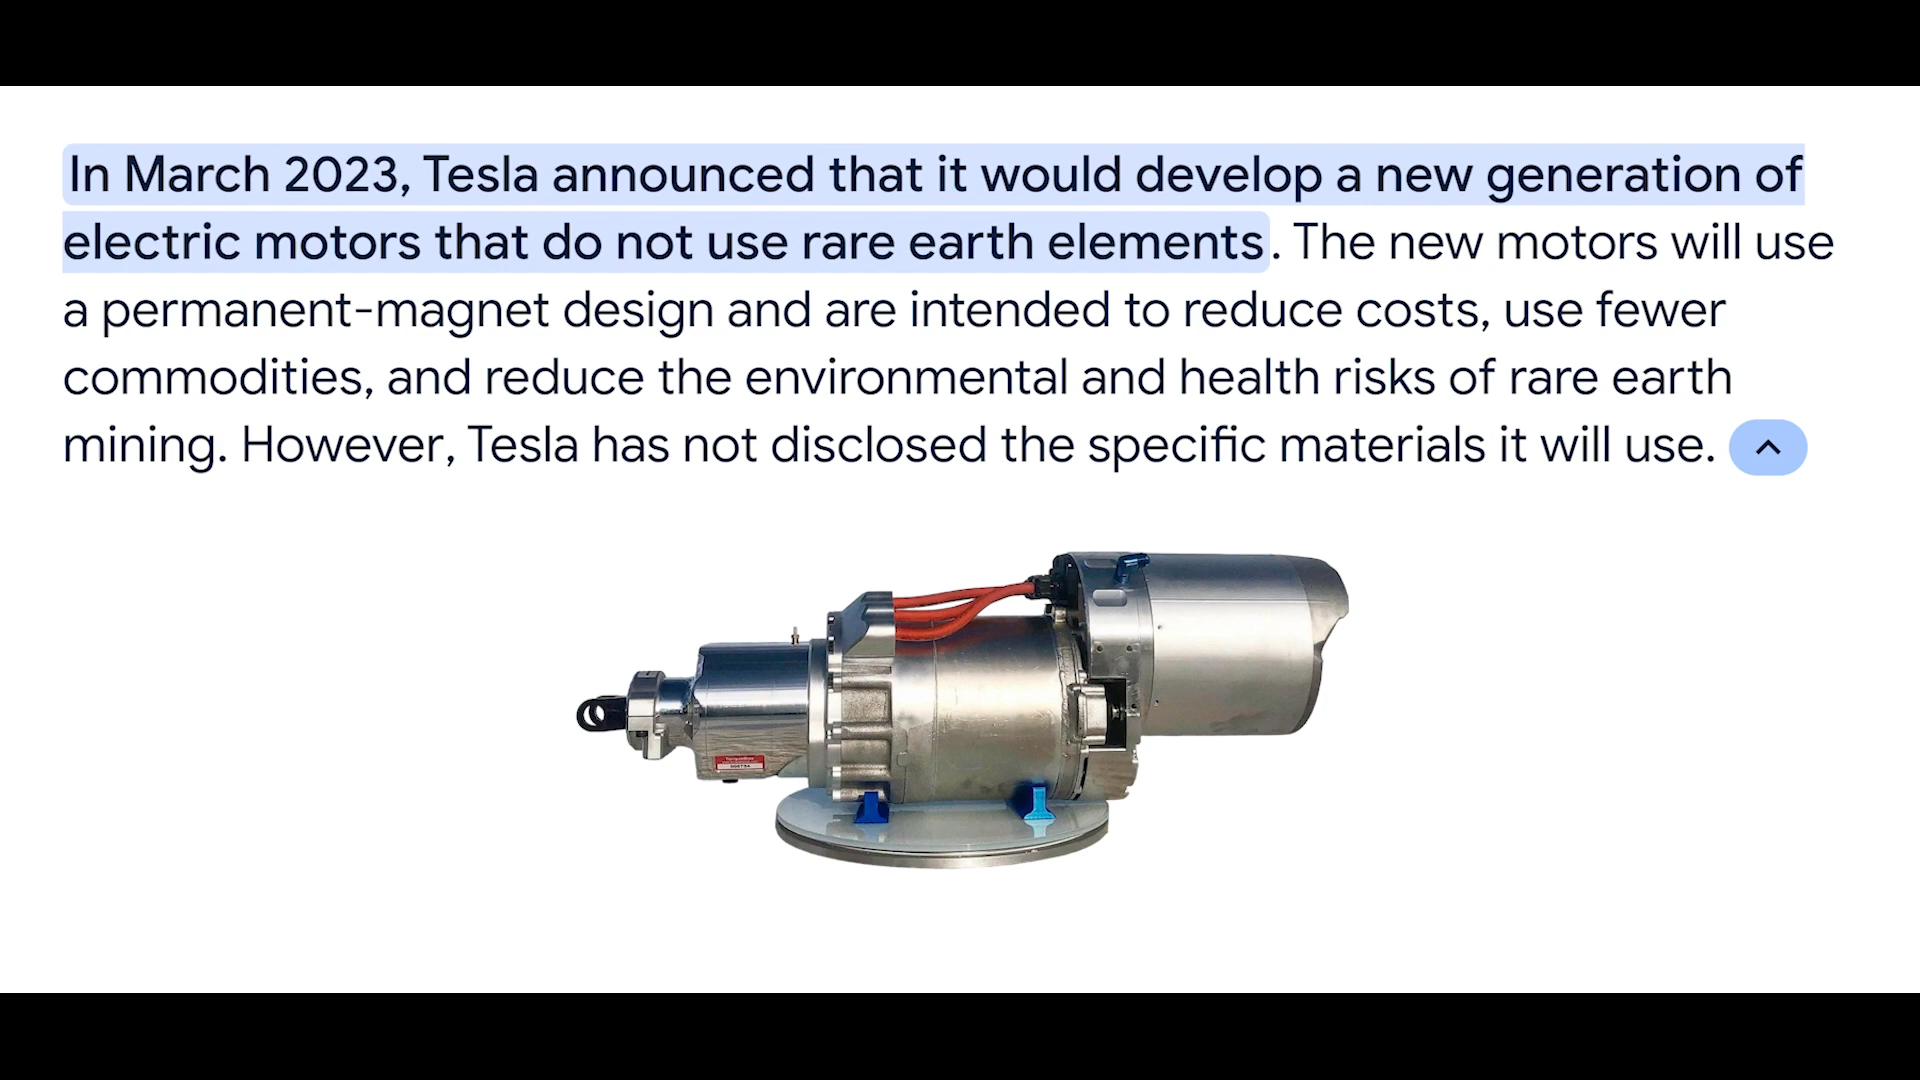 In March 2023, Tesla announced that it would develop a new generation of
electric motors that do not use rare earth elements. The new motors will use
a permanent-magnet design and are intended to reduce costs, use fewer
commodities, and reduce the environmental and health risks of rare earth
mining. However, Tesla has not disclosed the specific materials it will use.